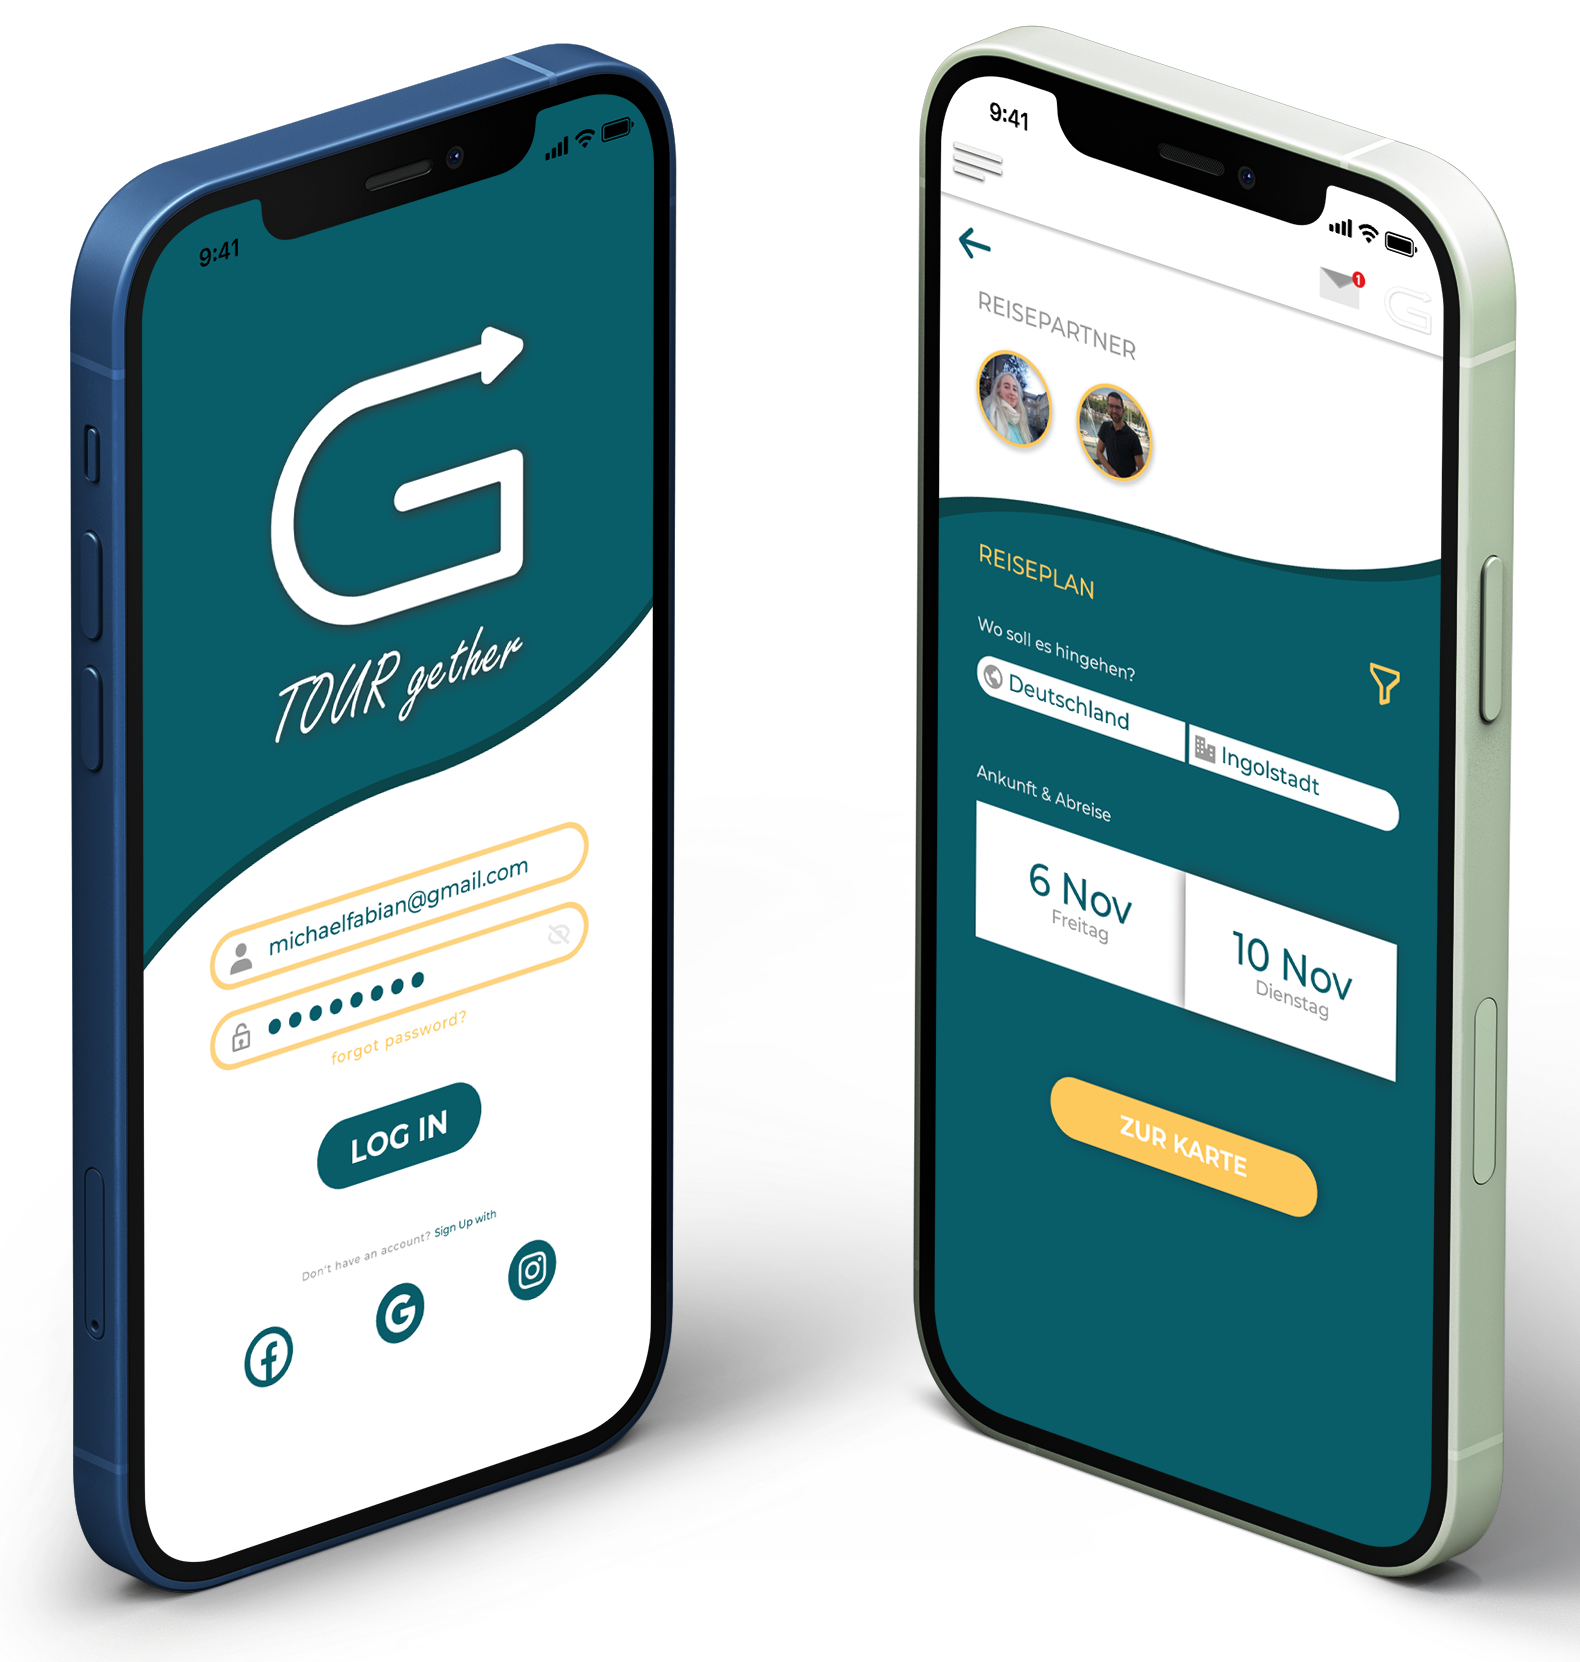 9:41
G
TOUR gether
michaelfabian@gmail.com
forgot password?
LOG IN
Don't have an account? Sign Up with
f
G
9:41
1
G
REISEPARTNER
REISEPLAN
Wo soll es hingehen?
Deutschland
Ingolstadt
Ankunft & Abreise
6 Nov
Freitag
10 Nov
Dienstag
ZUR KARTE